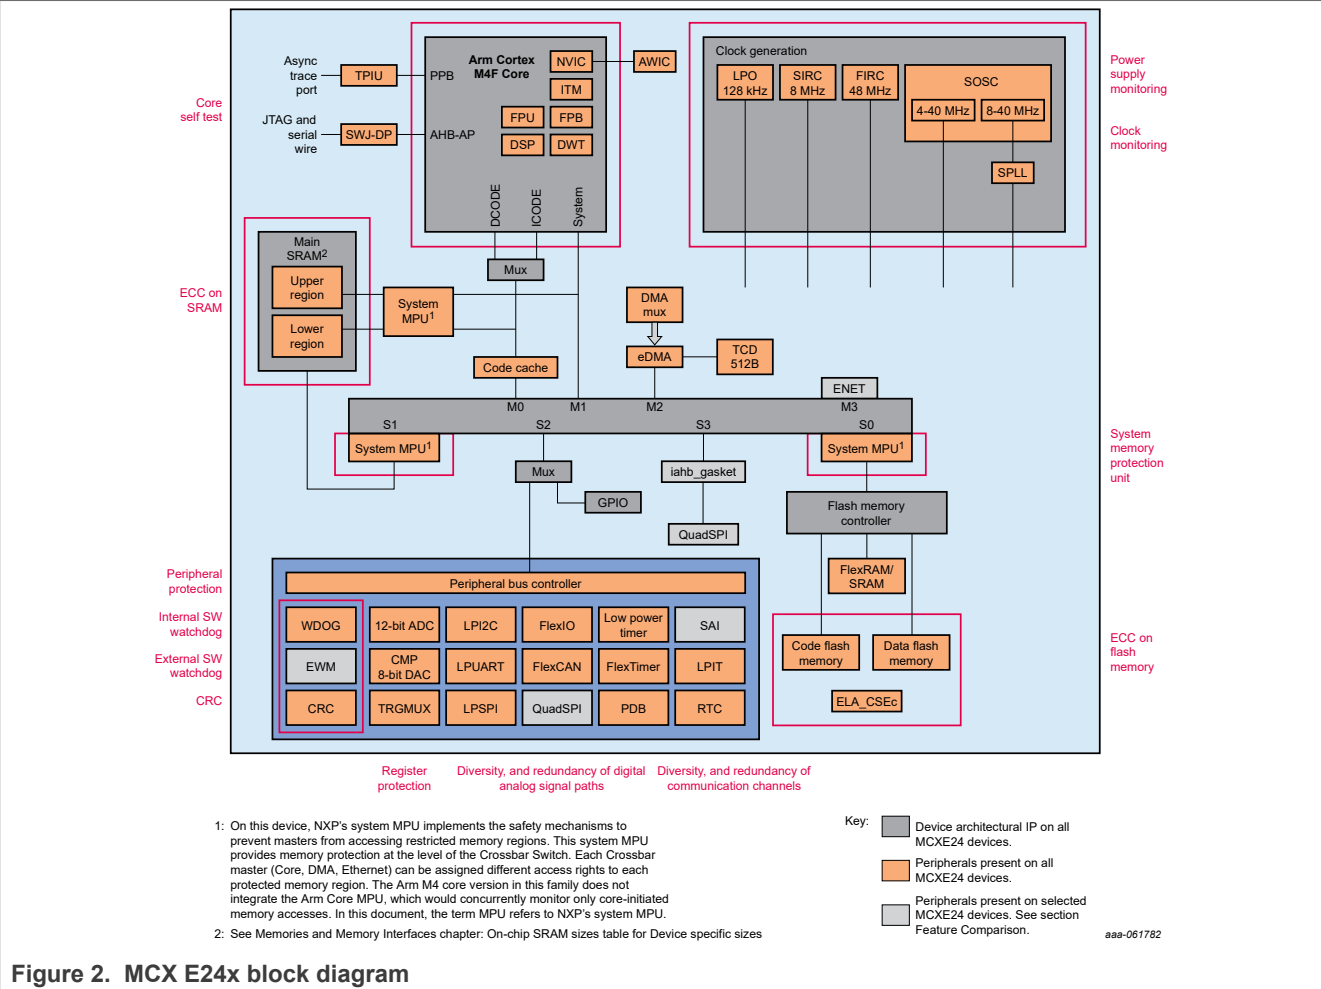 Async
trace
port
TPIU
PPB
Arm Cortex
M4F Core
NVIC
AWIC
ITM
FPU
FPB
DSP
DWT
JTAG and
serial
wire
SWJ-DP
AHB-AP
DCODE
ICODE
System
Core
self test
Clock generation
LPO
128 kHz
SIRC
8 MHz
FIRC
48 MHz
SOSC
4-40 MHz
8-40 MHz
SPLL
Power
supply
monitoring
Clock
monitoring
Main
SRAM2
Upper
region
Lower
region
ECC on
SRAM
System
MPU1
Mux
Code cache
DMA
mux
eDMA
TCD
512B
ENET
M0
M1
M2
M3
S1
S2
S3
S0
System MPU1
System MPU1
System
memory
protection
unit
Mux
GPIO
iahb_gasket
QuadSPI
Flash memory
controller
FlexRAM/
SRAM
Code flash
memory
Data flash
memory
ELA_CSEc
ECC on
flash
memory
Peripheral
protection
Peripheral bus controller
Internal SW
watchdog
WDOG
12-bit ADC
LPI2C
FlexIO
Low power
timer
SAI
External SW
watchdog
EWM
CMP
8-bit DAC
LPUART
FlexCAN
FlexTimer
LPIT
CRC
CRC
TRGMUX
LPSPI
QuadSPI
PDB
RTC
Register
protection
Diversity, and redundancy of digital
analog signal paths
Diversity, and redundancy of
communication channels
1: On this device, NXP's system MPU implements the safety mechanisms to
prevent masters from accessing restricted memory regions. This system MPU
provides memory protection at the level of the Crossbar Switch. Each Crossbar
master (Core, DMA, Ethernet) can be assigned different access rights to each
protected memory region. The Arm M4 core version in this family does not
integrate the Arm Core MPU, which would concurrently monitor only core-initiated
memory accesses. In this document, the term MPU refers to NXP's system MPU.
2: See Memories and Memory Interfaces chapter: On-chip SRAM sizes table for Device specific sizes
Key:
Device architectural IP on all
MCXE24 devices.
Peripherals present on all
MCXE24 devices.
Peripherals present on selected
MCXE24 devices. See section
Feature Comparison.
aaa-061782
Figure 2. MCX E24x block diagram